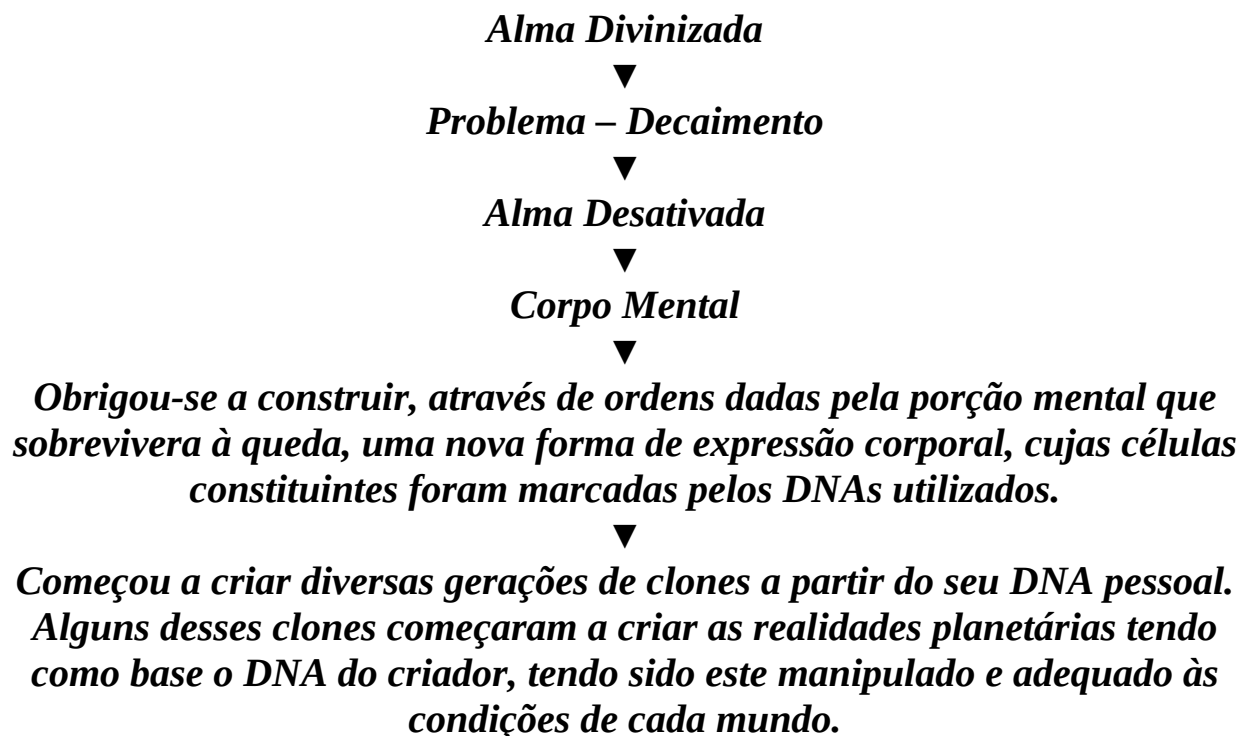 Alma Divinizada
▼
Problema – Decaimento
▼
Alma Desativada
▼
Corpo Mental
▼
Obrigou-se a construir, através de ordens dadas pela porção mental que
sobrevivera à queda, uma nova forma de expressão corporal, cujas células
constituintes foram marcadas pelos DNAs utilizados.
▼
Começou a criar diversas gerações de clones a partir do seu DNA pessoal.
Alguns desses clones começaram a criar as realidades planetárias tendo
como base o DNA do criador, tendo sido este manipulado e adequado às
condições de cada mundo.